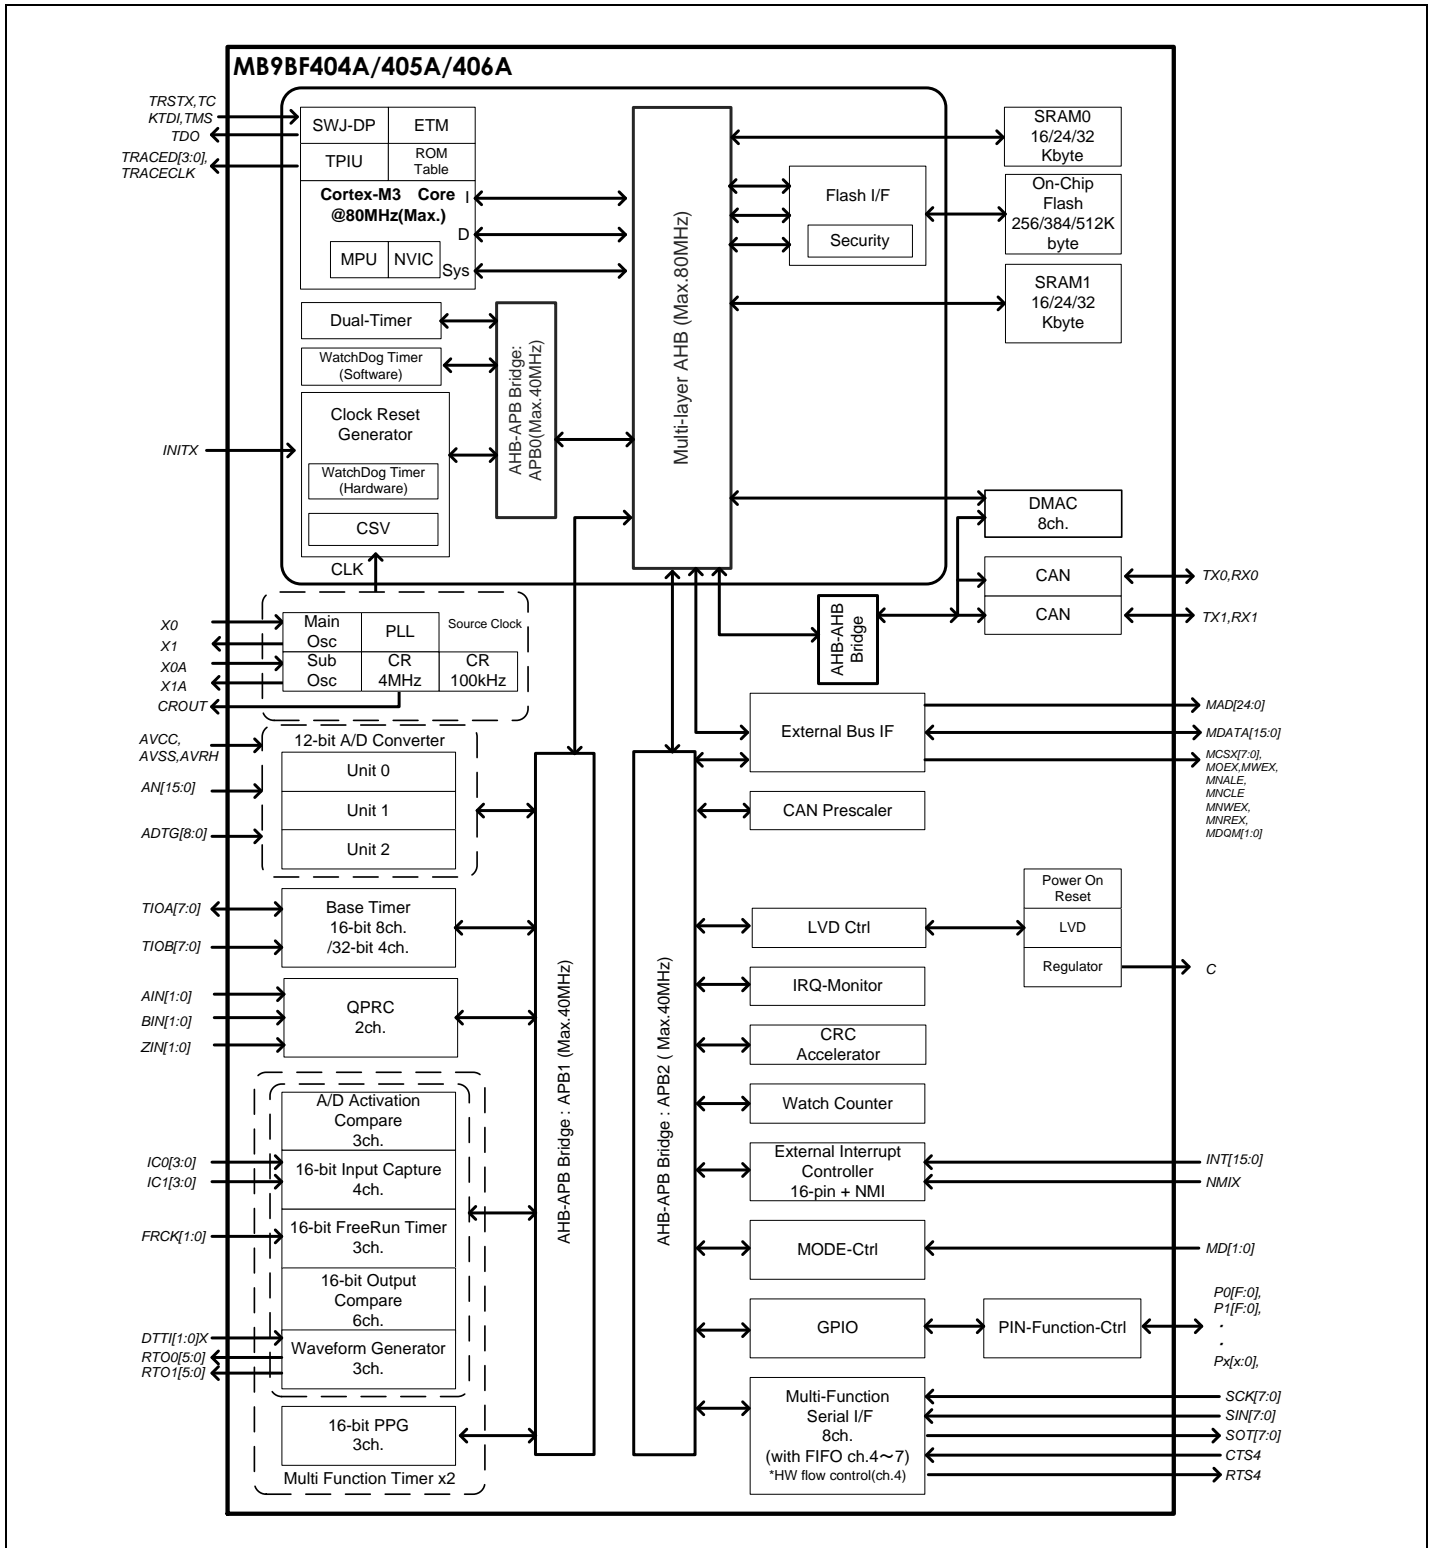 MB9BF404A/405A/406A
TRSTX,TC
KTDI,TMS
TDO
TRACED[3:0],
TRACECLK
SWJ-DP
ETM
TPIU
ROM
Table
Cortex-M3 Core
@80MHz(Max.)
I
D
Sys
MPU
NVIC
Dual-Timer
WatchDog Timer
(Software)
Clock Reset
Generator
WatchDog Timer
(Hardware)
CSV
CLK
INITX
AHB-APB Bridge:
APB0(Max.40MHz)
Multi-layer AHB (Max.80MHz)
Flash I/F
Security
SRAM0
16/24/32
Kbyte
On-Chip
Flash
256/384/512K
byte
SRAM1
16/24/32
Kbyte
DMAC
8ch.
CAN
TX0,RX0
CAN
TX1,RX1
AHB-AHB
Bridge
X0
X1
X0A
X1A
CROUT
Main
Osc
PLL
Source Clock
Sub
Osc
CR
4MHz
CR
100kHz
AVCC,
AVSS,AVRH
AN[15:0]
ADTG[8:0]
12-bit A/D Converter
Unit 0
Unit 1
Unit 2
TIOA[7:0]
TIOB[7:0]
Base Timer
16-bit 8ch.
/32-bit 4ch.
AIN[1:0]
BIN[1:0]
ZIN[1:0]
QPRC
2ch.
A/D Activation
Compare
3ch.
IC0[3:0]
IC1[3:0]
16-bit Input Capture
4ch.
FRCK[1:0]
16-bit FreeRun Timer
3ch.
16-bit Output
Compare
6ch.
DTTI[1:0]X
RTO0[5:0]
RTO1[5:0]
Waveform Generator
3ch.
16-bit PPG
3ch.
Multi Function Timer x2
AHB-APB Bridge : APB1 (Max.40MHz)
AHB-APB Bridge : APB2 ( Max.40MHz)
External Bus IF
MAD[24:0]
MDATA[15:0]
MCSX[7:0],
MOEX,MWEX,
MNALE,
MNCLE
MNWEX,
MNREX,
MDQM[1:0]
CAN Prescaler
LVD Ctrl
Power On
Reset
LVD
Regulator
C
IRQ-Monitor
CRC
Accelerator
Watch Counter
External Interrupt
Controller
16-pin + NMI
INT[15:0]
NMIX
MODE-Ctrl
MD[1:0]
GPIO
PIN-Function-Ctrl
P0[F:0],
P1[F:0],
.
.
Px[x:0],
Multi-Function
Serial I/F
8ch.
(with FIFO ch.4～7)
*HW flow control(ch.4)
SCK[7:0]
SIN[7:0]
SOT[7:0]
CTS4
RTS4